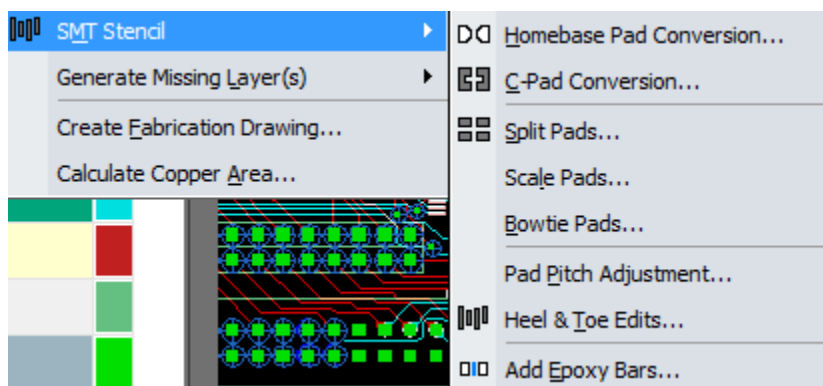 SMT Stencil
Generate Missing Layer(s)
Create Fabrication Drawing...
Calculate Copper Area...
Homebase Pad Conversion...
C-Pad Conversion...
Split Pads...
Scale Pads...
Bowtie Pads...
Pad Pitch Adjustment...
Heel & Toe Edits...
Add Epoxy Bars...